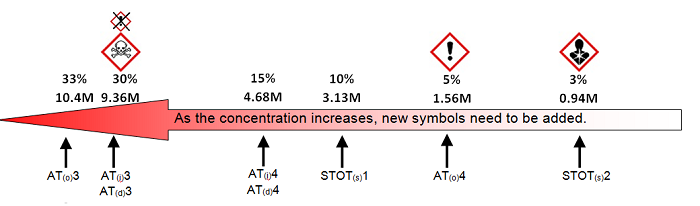 33% 30% 15% 10% 5% 3%
10.4M 9.36M 4.68M 3.13M 1.56M 0.94M
As the concentration increases, new symbols need to be added.
AT(o)3 AT(i)3 AT(i)4 STOT(s)1 AT(o)4 STOT(s)2
AT(d)3 AT(d)4